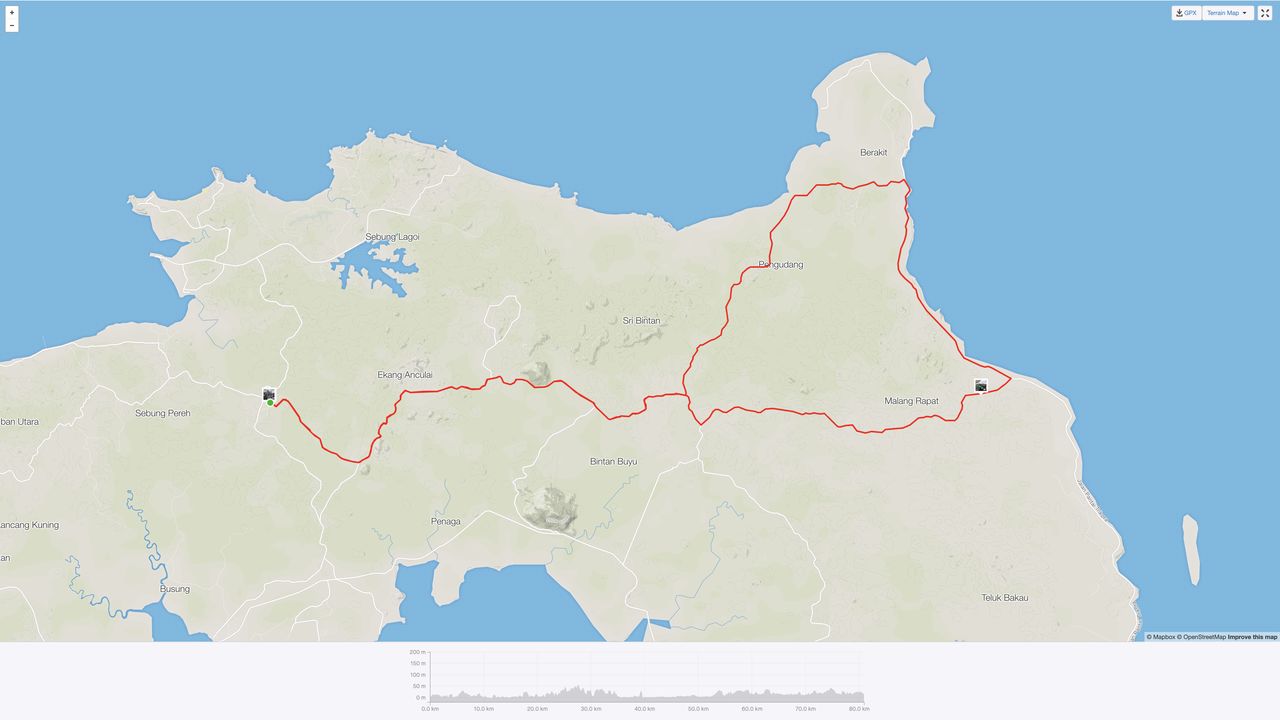 +
GPX
Terrain Map
−
Berakit
Sebung Lagoi
Pengudang
Sri Bintan
Ekang Anculai
Malang Rapat
Sebung Pereh
ban Utara
Bintan Buyu
Penaga
ancang Kuning
an
Busung
Teluk Bakau
© Mapbox © OpenStreetMap Improve this map
200 m
150 m
100 m
50 m
0 m
0.0 km 10.0 km 20.0 km 30.0 km 40.0 km 50.0 km 60.0 km 70.0 km 80.0 km